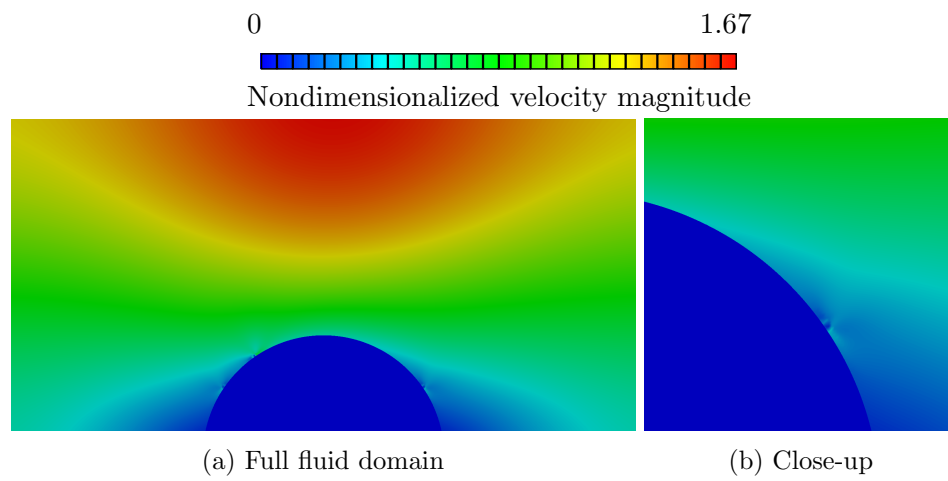 0 1.67
Nondimensionalized velocity magnitude
(a) Full fluid domain
(b) Close-up